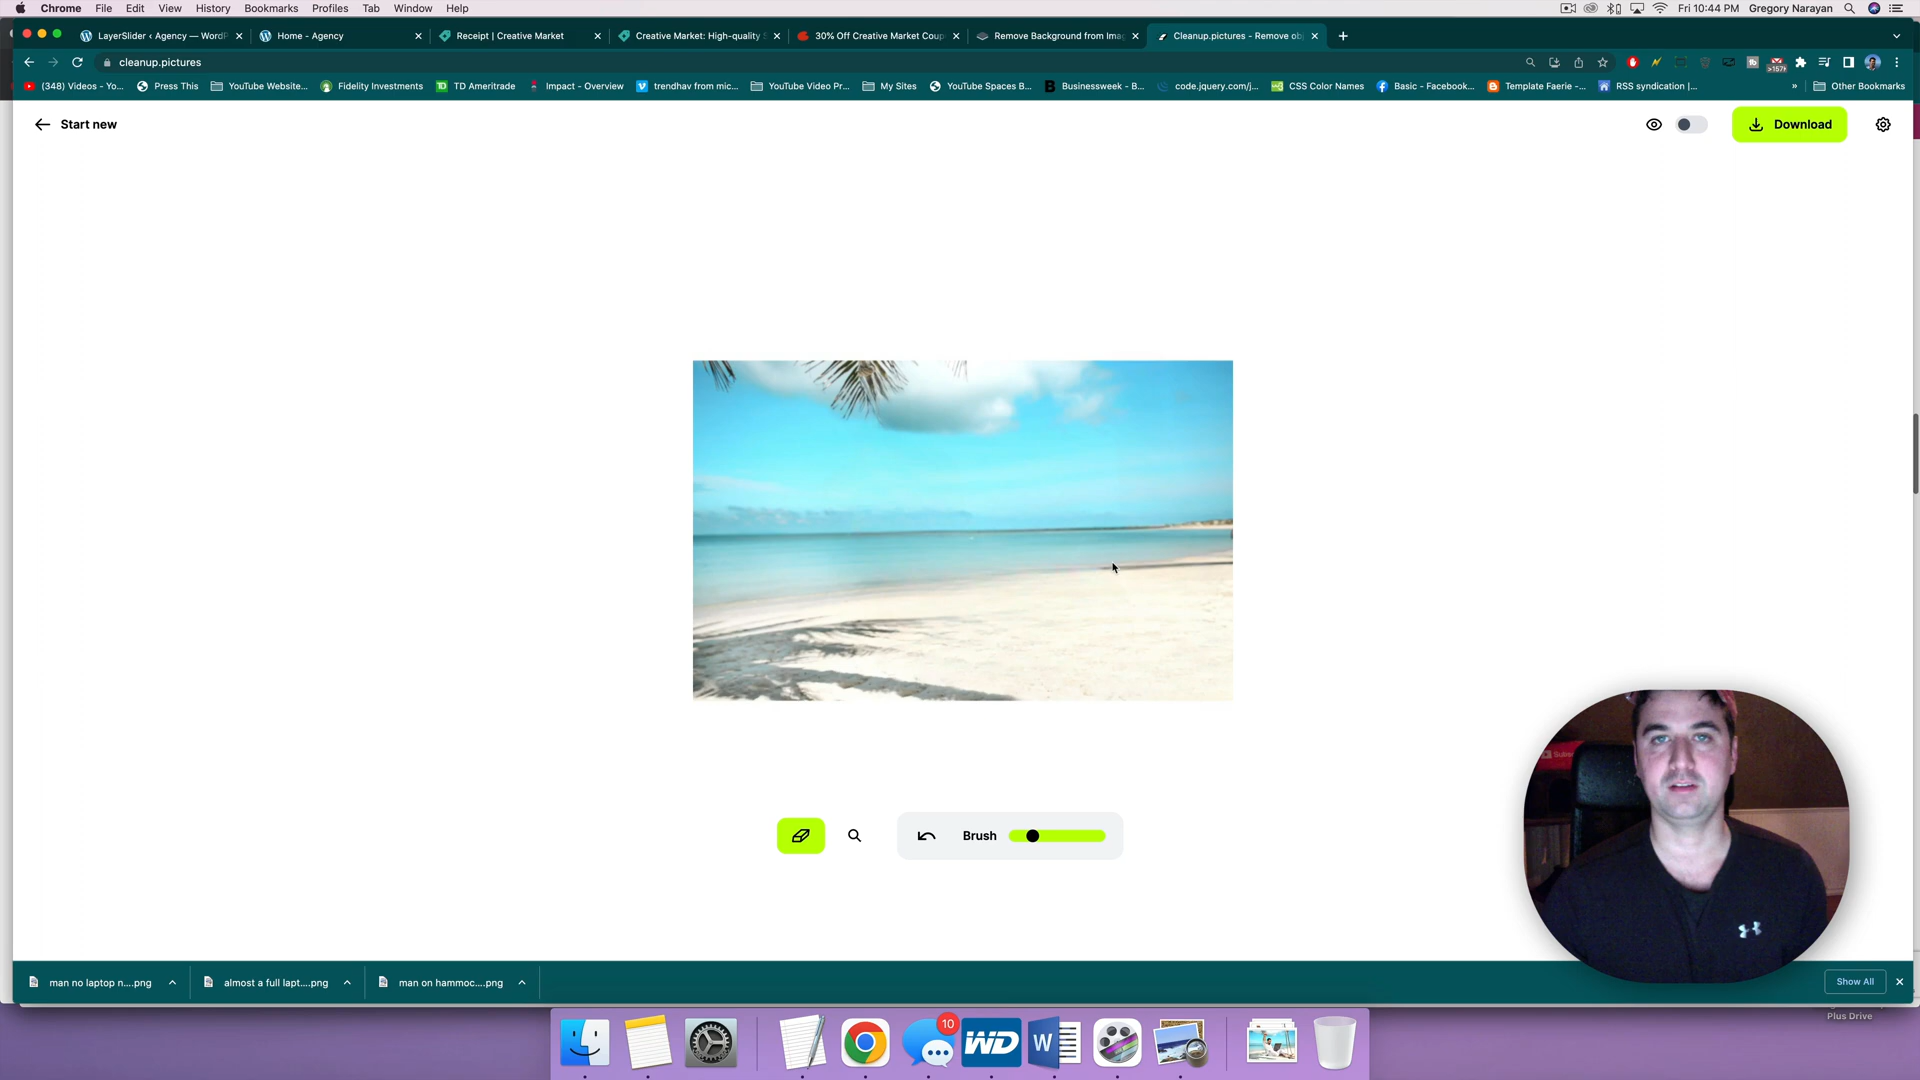 Chrome File Edit View History Bookmarks Profiles Tab Window Help Fri 10:44 PM Gregory Narayan
LayerSlider ‹ Agency — WordP Home - Agency Receipt | Creative Market Creative Market: High-quality S 30% Off Creative Market Coup Remove Background from Imag Cleanup.pictures - Remove obj
cleanup.pictures
(348) Videos - Yo... Press This YouTube Website... Fidelity Investments TD TD Ameritrade Impact - Overview trendhav from mic... YouTube Video Pr... My Sites YouTube Spaces B... B Businessweek - B... code.jquery.com/j... CSS Color Names Basic - Facebook... Template Faerie -... RSS syndication |... » Other Bookmarks
Start new Download
Brush
man no laptop n....png almost a full lapt....png man on hammoc....png Show All
Plus Drive
10 WD W